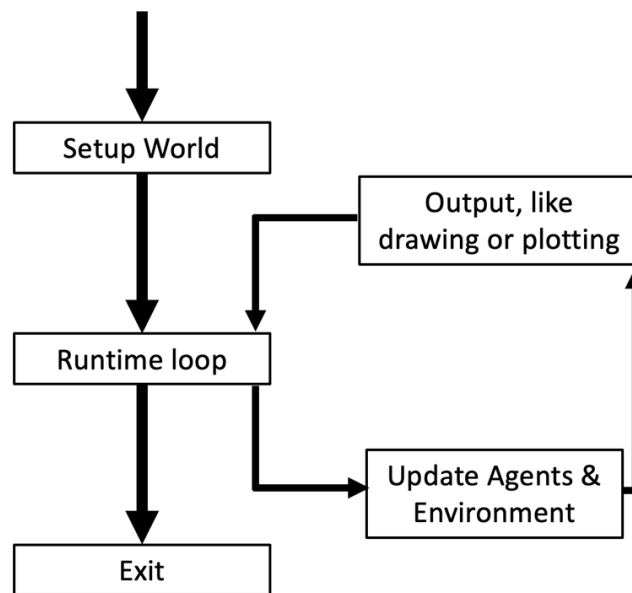 Setup World
Output, like
drawing or plotting
Runtime loop
Update Agents &
Environment
Exit